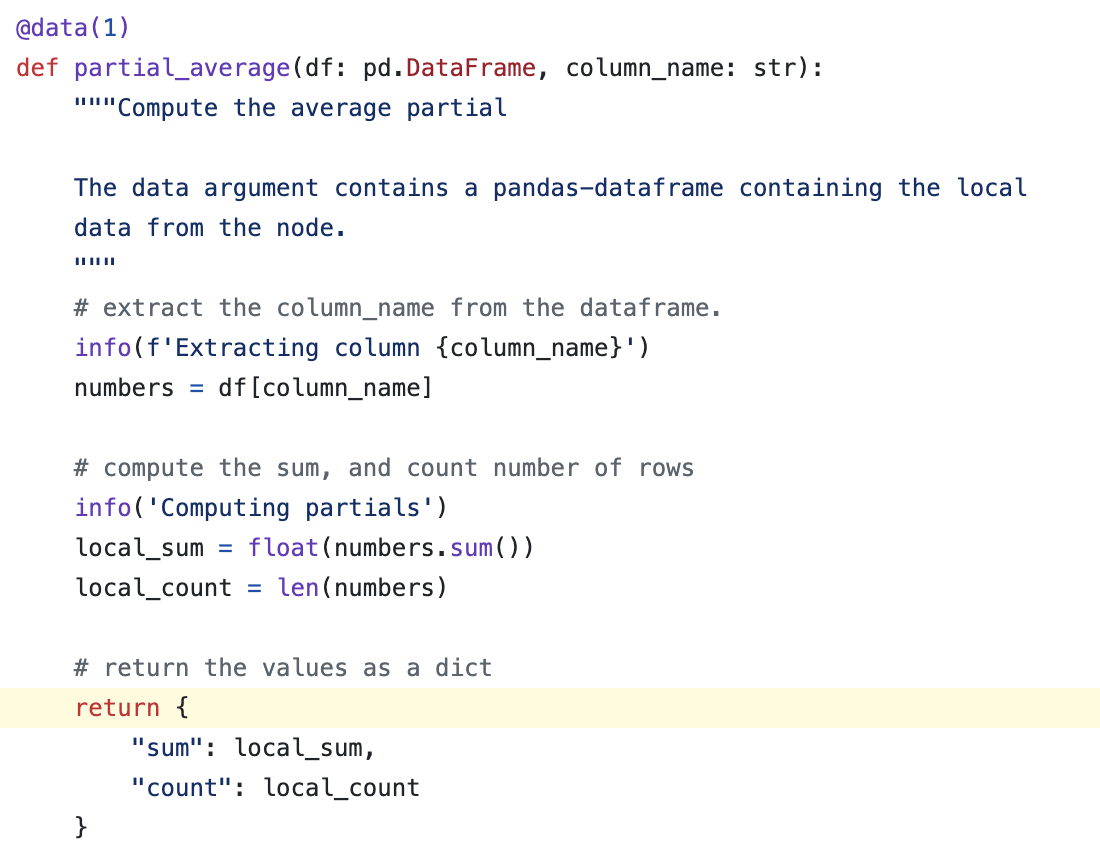 @data(1)
def partial_average(df: pd.DataFrame, column_name: str):
    """Compute the average partial

    The data argument contains a pandas-dataframe containing the local
    data from the node.
    """
    # extract the column_name from the dataframe.
    info(f'Extracting column {column_name}')
    numbers = df[column_name]

    # compute the sum, and count number of rows
    info('Computing partials')
    local_sum = float(numbers.sum())
    local_count = len(numbers)

    # return the values as a dict
    return {
        "sum": local_sum,
        "count": local_count
    }